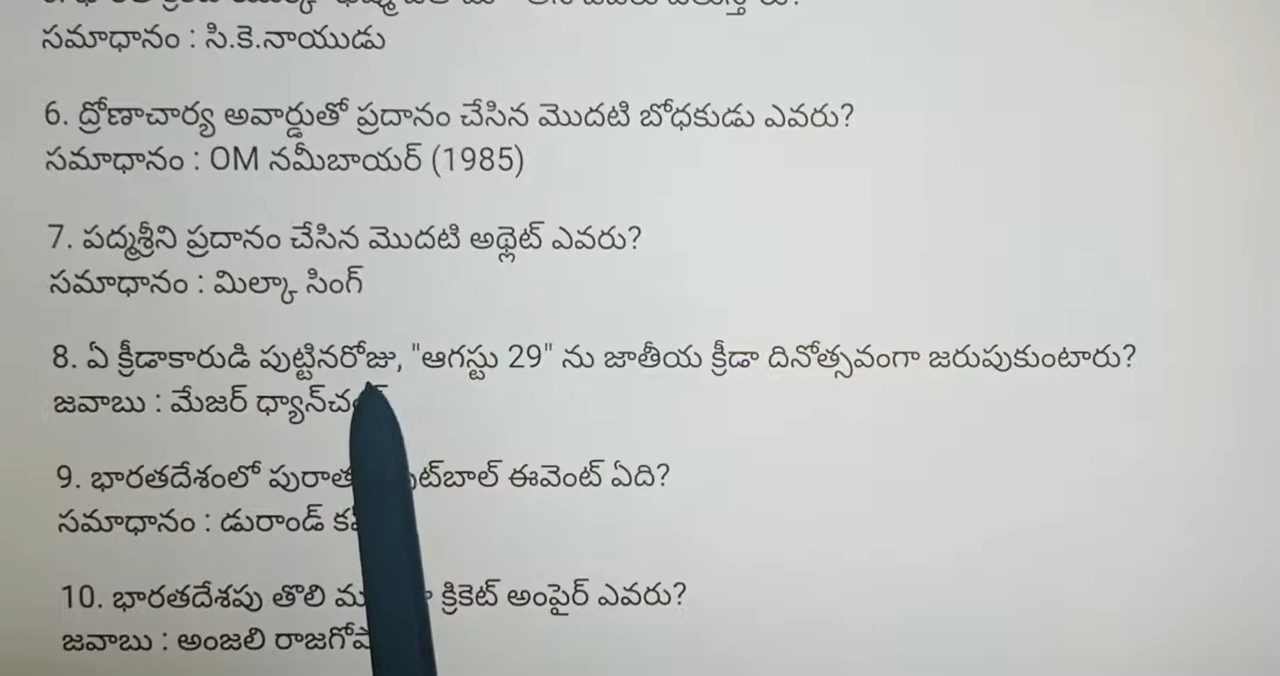 సమాధానం : సి.కె.నాయుడు
6. ద్రోణాచార్య అవార్డుతో ప్రదానం చేసిన మొదటి బోధకుడు ఎవరు?
సమాధానం : OM నమీబాయర్ (1985)
7. పద్మశ్రీని ప్రదానం చేసిన మొదటి అథ్లెట్ ఎవరు?
సమాధానం : మిల్కా సింగ్
8. ఏ క్రీడాకారుడి పుట్టినరోజు, "ఆగస్టు 29" ను జాతీయ క్రీడా దినోత్సవంగా జరుపుకుంటారు?
జవాబు : మేజర్
9. భారతదేశంలో ఈవెంట్ ఏది?
సమాధానం : డురాండ్
10. భారతదేశపు తొలి క్రికెట్ అంపైర్ ఎవరు?
జవాబు : అంజలి